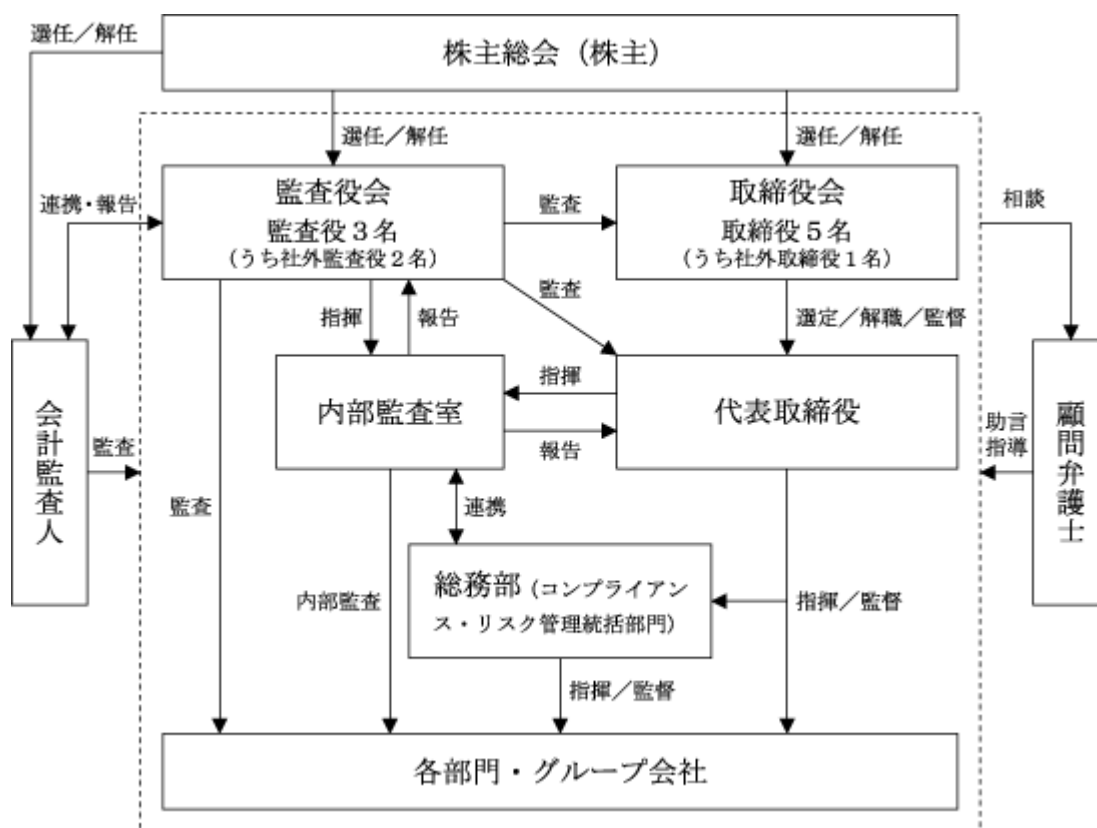 選任／解任
株主総会（株主）
選任／解任
選任／解任
監査役会
監査役３名
（うち社外監査役２名）
監査
取締役会
取締役５名
（うち社外取締役１名）
連携・報告
相談
監査
指揮
報告
選定／解職／監督
会計監査人
監査
内部監査室
指揮
報告
代表取締役
助言
指導
顧問弁護士
監査
連携
内部監査
総務部（コンプライアン
ス・リスク管理統括部門）
指揮／監督
指揮／監督
各部門・グループ会社